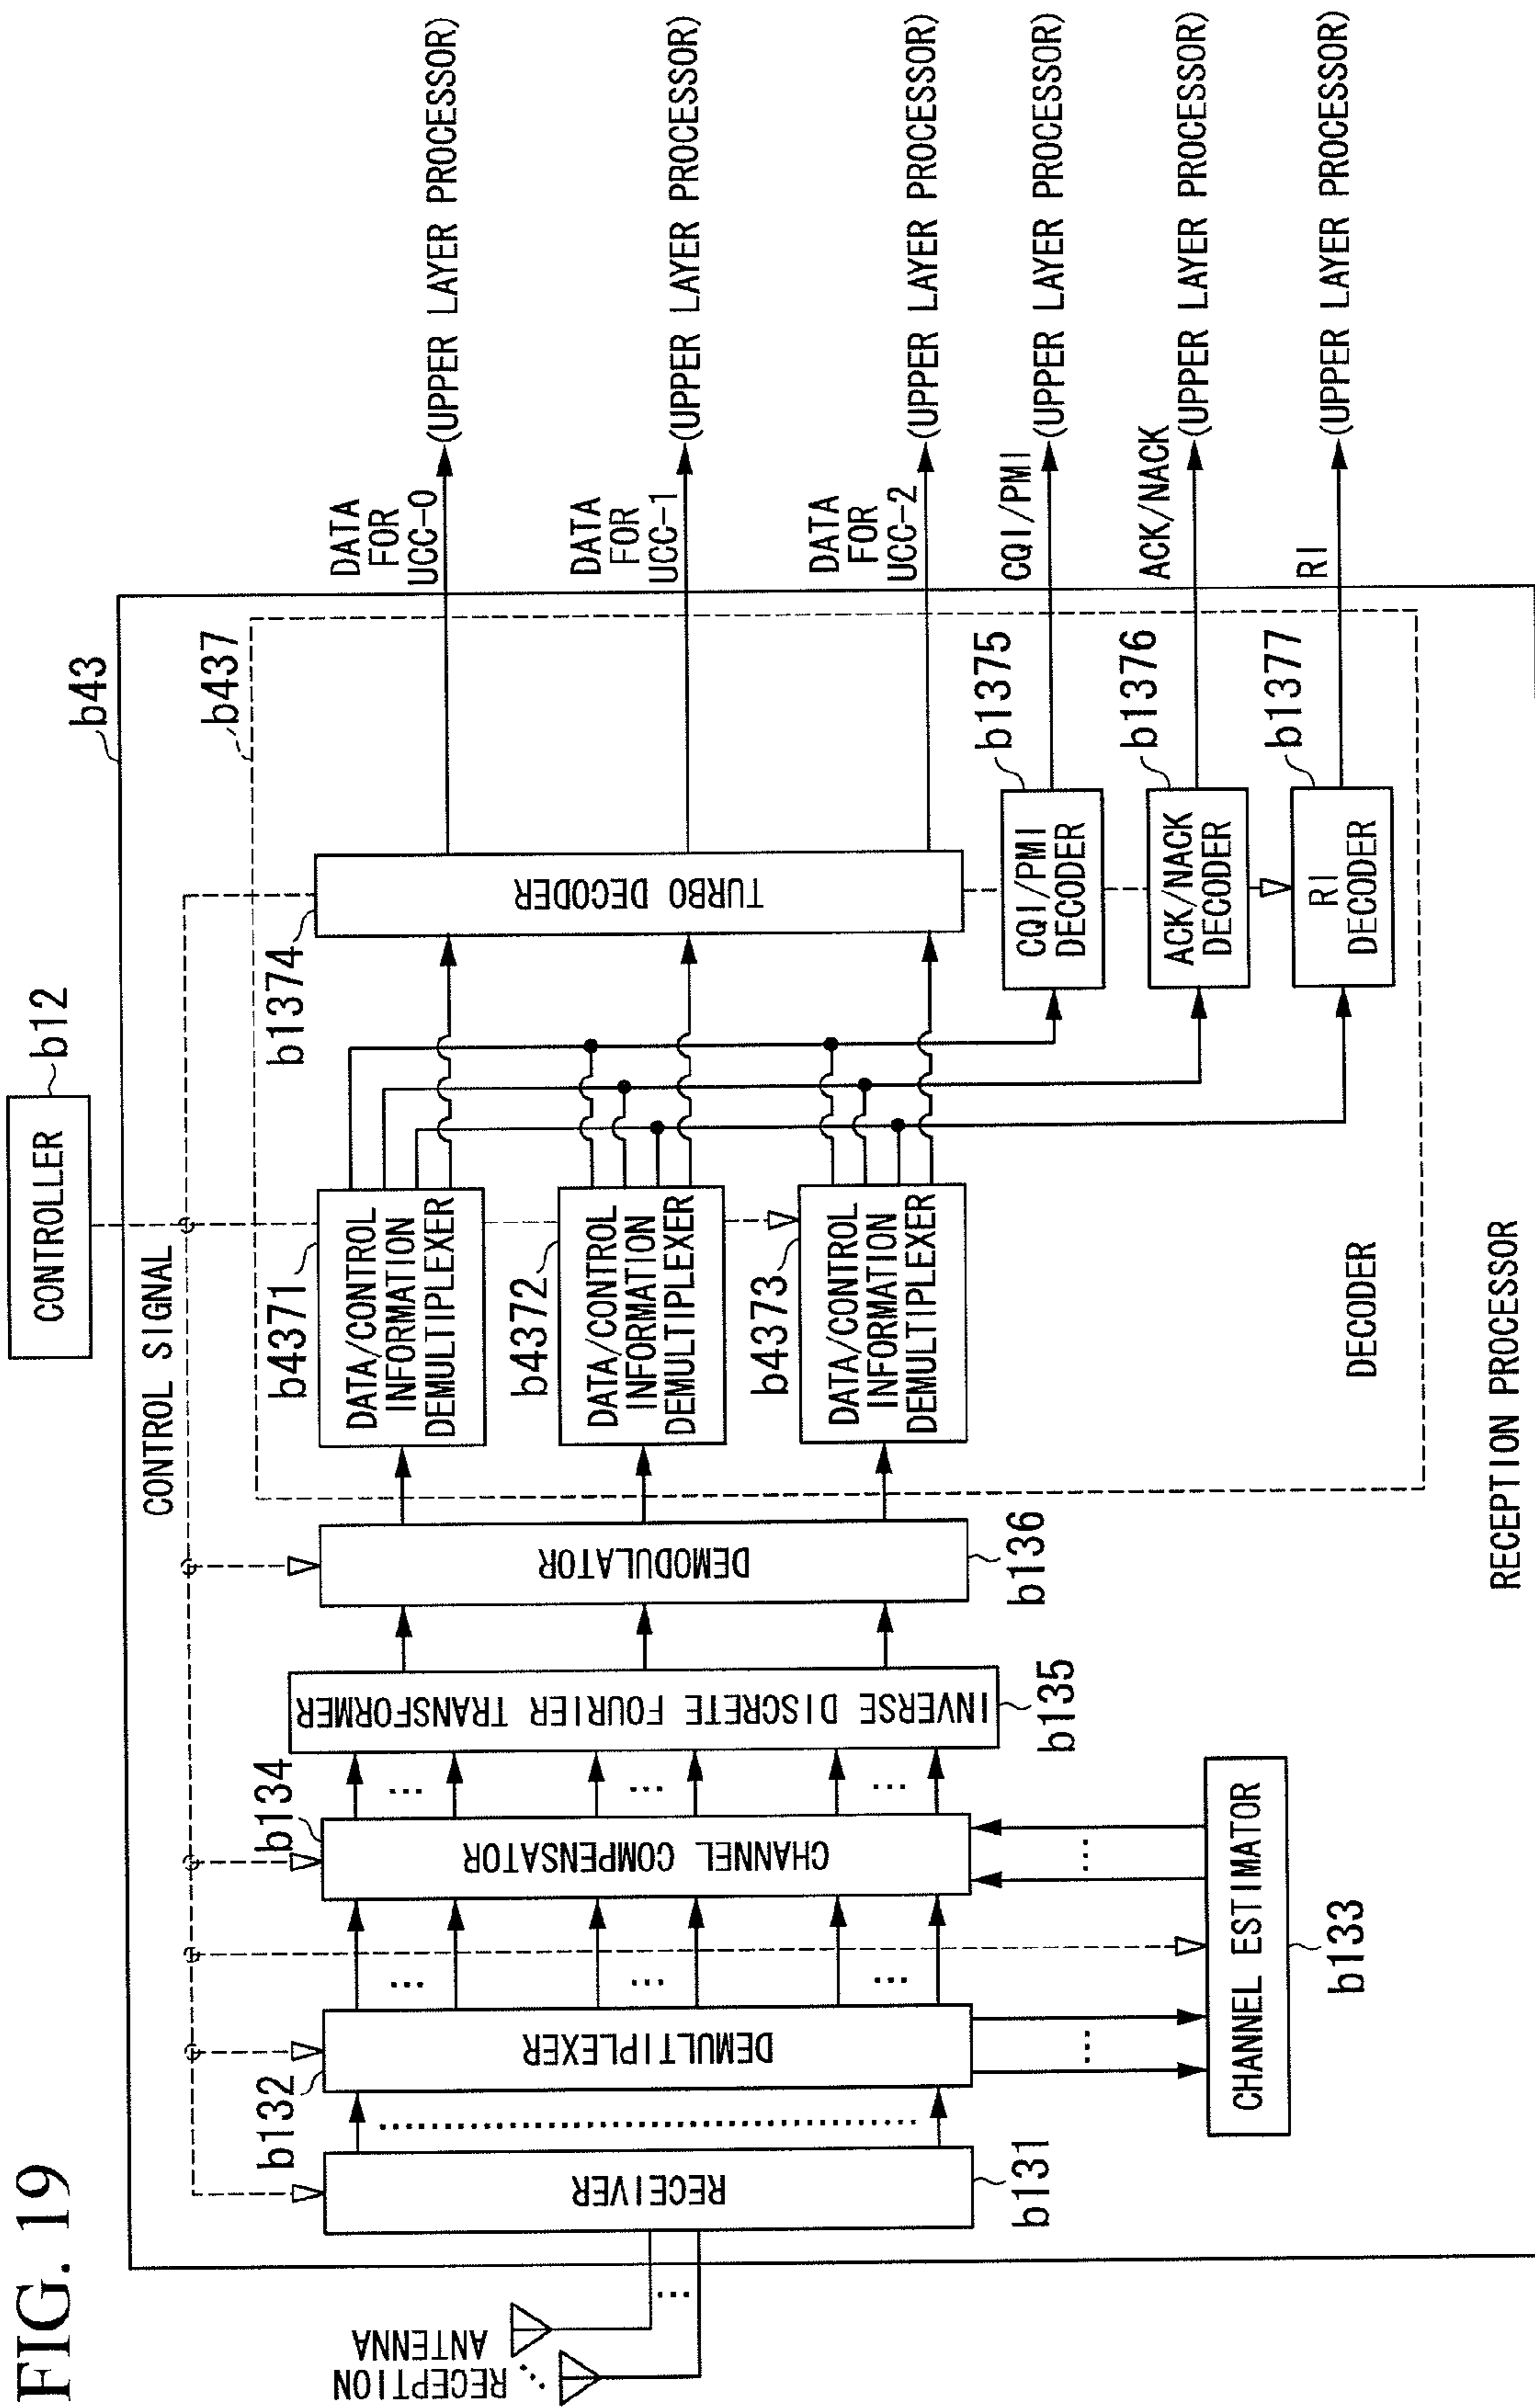 FIG. 19
CONTROLLER
b12
CONTROL SIGNAL
b43
b437
RECEPTION
ANTENNA
RECEIVER
b131
b132
DEMULTIPLEXER
CHANNEL ESTIMATOR
b133
b134
CHANNEL COMPENSATOR
INVERSE DISCRETE FOURIER TRANSFORMER
b135
DEMODULATOR
b136
b4371
DATA/CONTROL
INFORMATION
DEMULTIPLEXER
b4372
DATA/CONTROL
INFORMATION
DEMULTIPLEXER
b4373
DATA/CONTROL
INFORMATION
DEMULTIPLEXER
b1374
TURBO DECODER
CQI/PMI
DECODER
b1375
ACK/NACK
DECODER
b1376
RI
DECODER
b1377
DATA
FOR
UCC-0
(UPPER LAYER PROCESSOR)
DATA
FOR
UCC-1
(UPPER LAYER PROCESSOR)
DATA
FOR
UCC-2
(UPPER LAYER PROCESSOR)
CQI/PMI
(UPPER LAYER PROCESSOR)
ACK/NACK
(UPPER LAYER PROCESSOR)
RI
(UPPER LAYER PROCESSOR)
DECODER
RECEPTION PROCESSOR